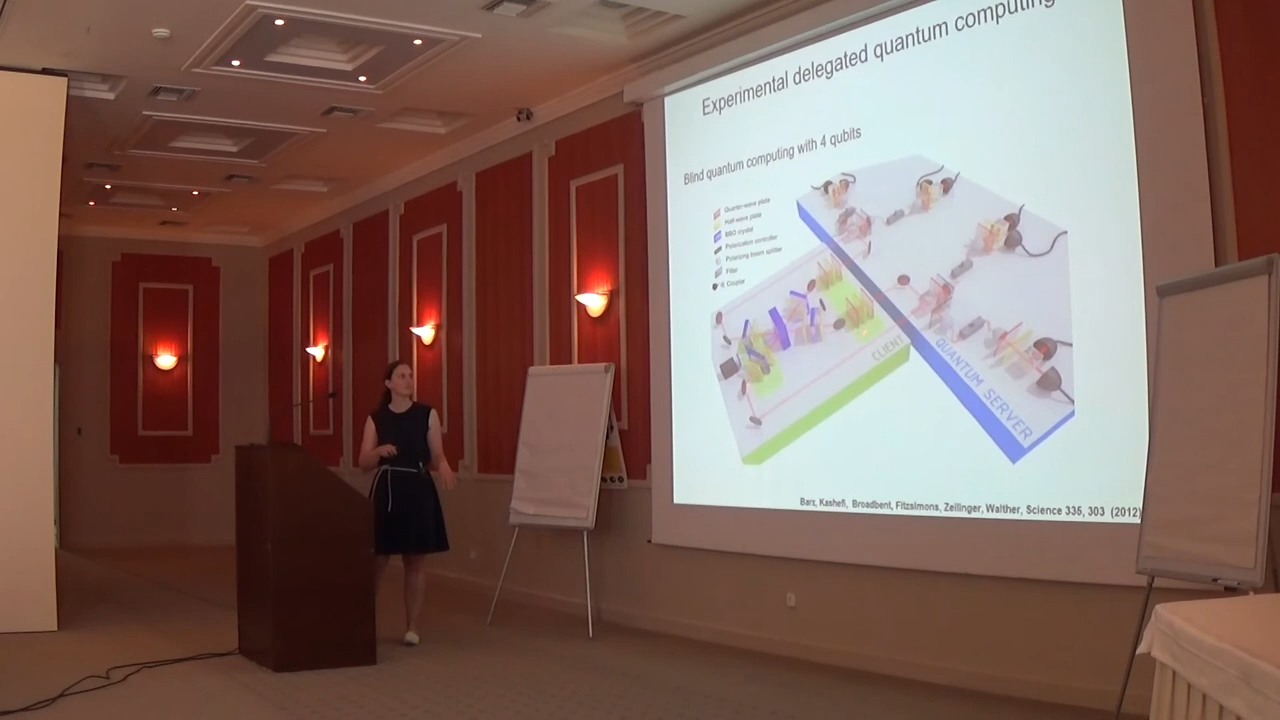 Experimental delegated quantum computing
Blind quantum computing with 4 qubits
Quarter-wave plate
Half-wave plate
BBO crystal
Polarization controller
Polarizing beam splitter
Filter
Coupler
CLIENT
QUANTUM SERVER
Barz, Kashefi, Broadbent, Fitzsimons, Zeilinger, Walther, Science 335, 303 (2012)